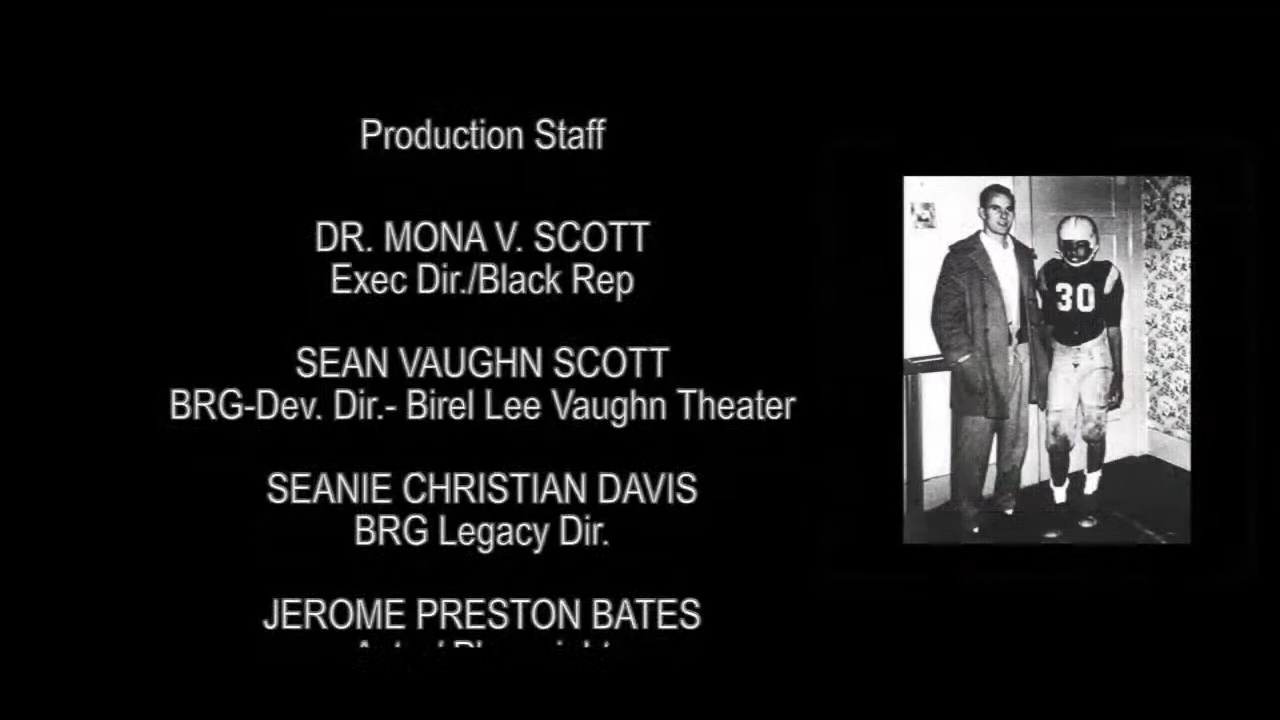 Production Staff
DR. MONA V. SCOTT
Exec Dir./Black Rep
SEAN VAUGHN SCOTT
BRG-Dev. Dir.- Birel Lee Vaughn Theater
SEANIE CHRISTIAN DAVIS
BRG Legacy Dir.
JEROME PRESTON BATES
30